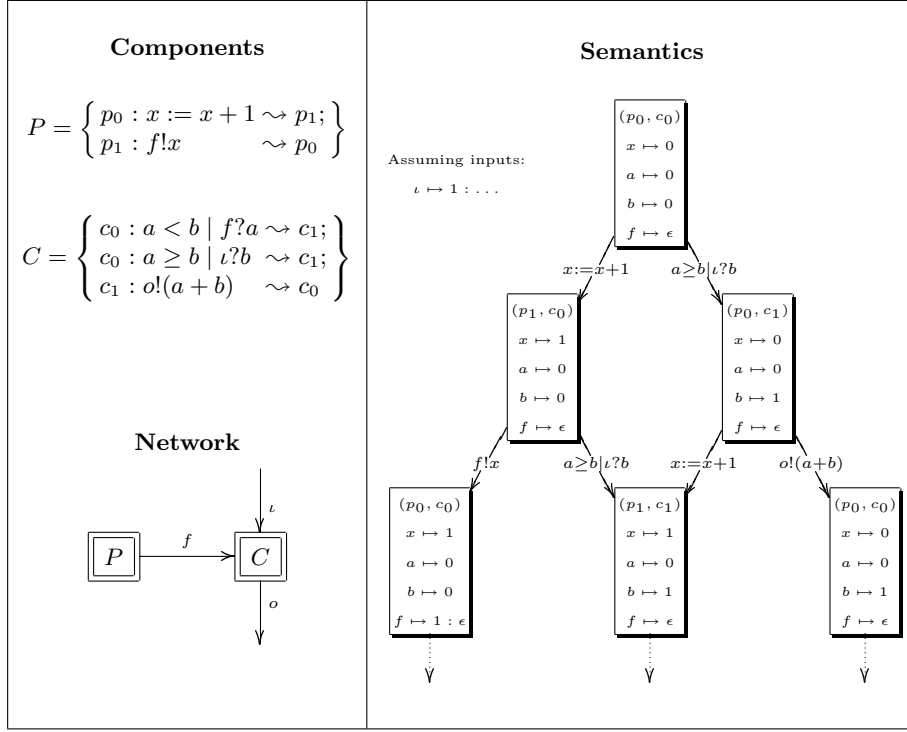 Components
P = { p₀ : x := x + 1 ⇝ p₁;
p₁ : f!x ⇝ p₀ }
C = { c₀ : a < b | f?a ⇝ c₁;
c₀ : a ≥ b | ι?b ⇝ c₁;
c₁ : o!(a + b) ⇝ c₀ }
Network
ι
P
f
C
o
Semantics
Assuming inputs:
ι ↦ 1 : . . .
(p₀, c₀)
x ↦ 0
a ↦ 0
b ↦ 0
f ↦ ϵ
x:=x+1
a≥b|ι?b
(p₁, c₀)
x ↦ 1
a ↦ 0
b ↦ 0
f ↦ ϵ
(p₀, c₁)
x ↦ 0
a ↦ 0
b ↦ 1
f ↦ ϵ
f!x
a≥b|ι?b
x:=x+1
o!(a+b)
(p₀, c₀)
x ↦ 1
a ↦ 0
b ↦ 0
f ↦ 1 : ϵ
(p₁, c₁)
x ↦ 1
a ↦ 0
b ↦ 1
f ↦ ϵ
(p₀, c₀)
x ↦ 0
a ↦ 0
b ↦ 1
f ↦ ϵ